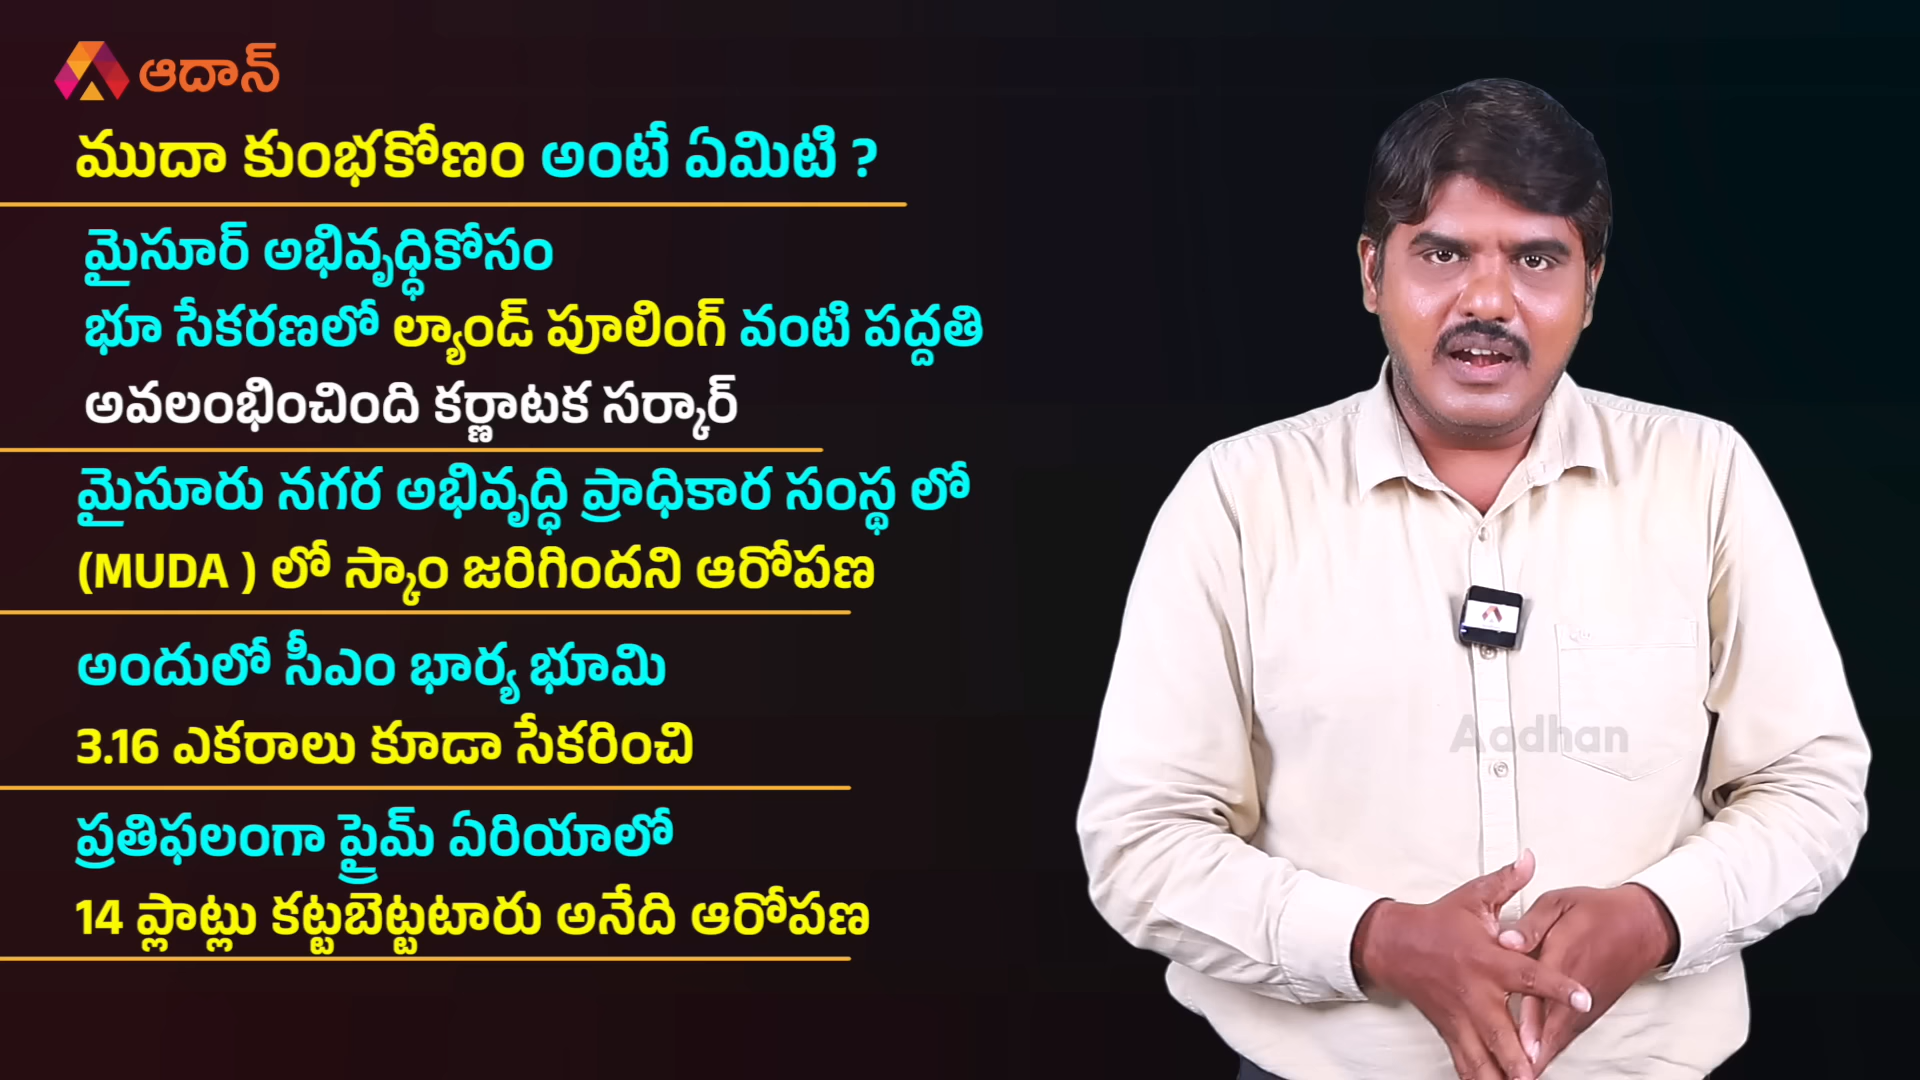 ఆదాన్
ముదా కుంభకోణం అంటే ఏమిటి ?
మైసూర్ అభివృద్ధికోసం
భూ సేకరణలో ల్యాండ్ పూలింగ్ వంటి పద్దతి
అవలంభించింది కర్ణాటక సర్కార్
మైసూరు నగర అభివృద్ధి ప్రాధికార సంస్థ లో
(MUDA ) లో స్కాం జరిగిందని ఆరోపణ
అందులో సీఎం భార్య భూమి
3.16 ఎకరాలు కూడా సేకరించి
ప్రతిఫలంగా ప్రైమ్ ఏరియాలో
14 ప్లాట్లు కట్టబెట్టటారు అనేది ఆరోపణ
Aadhan